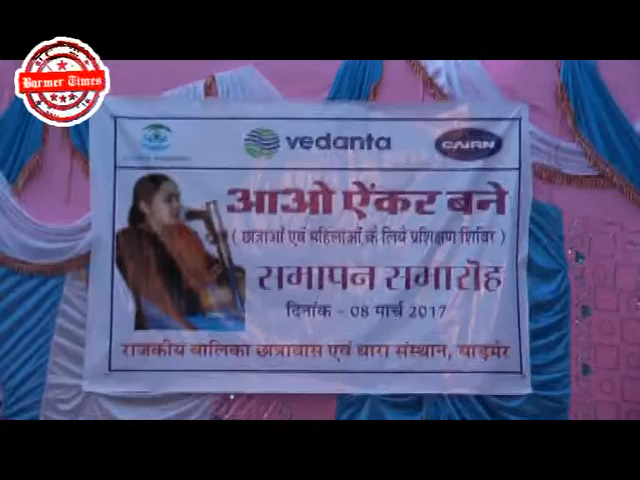 Barmer Times
vedanta
CAIRN
आओ ऐंकर बने
( छात्राओं एवं महिलाओं के लिये प्रशिक्षण शिविर )
समापन समारोह
दिनांक - 08 मार्च 2017
राजकीय बालिका छात्रावास एवं धारा संस्थान, बाड़मेर